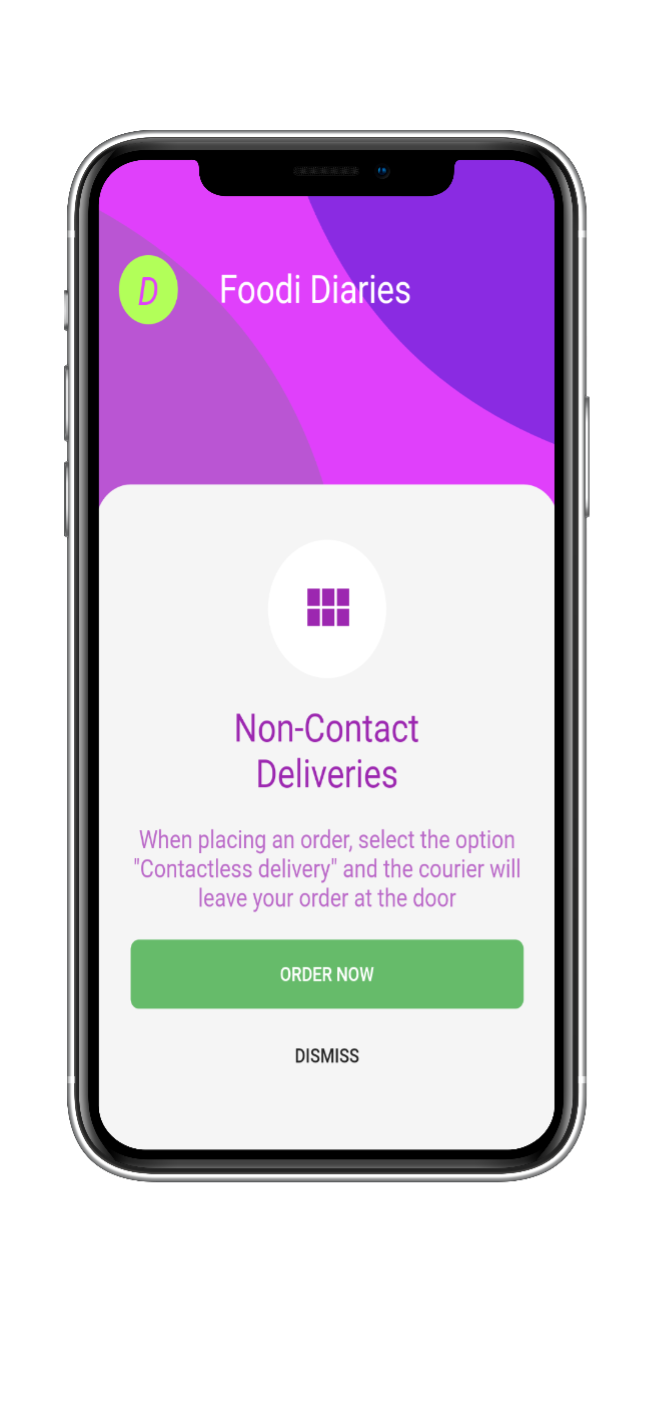 D
Foodi Diaries
Non-Contact
Deliveries
When placing an order, select the option
"Contactless delivery" and the courier will
leave your order at the door
ORDER NOW
DISMISS